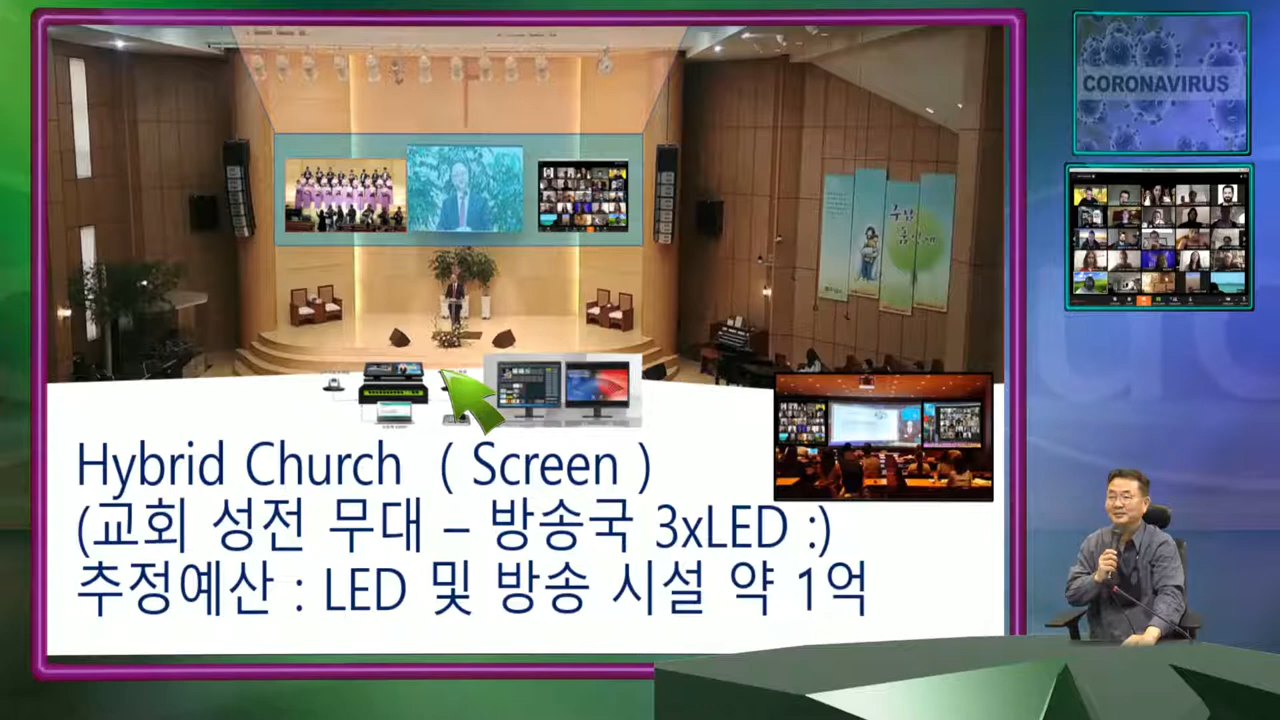 CORONAVIRUS
Hybrid Church ( Screen )
(교회 성전 무대 – 방송국 3xLED :)
추정예산 : LED 및 방송 시설 약 1억